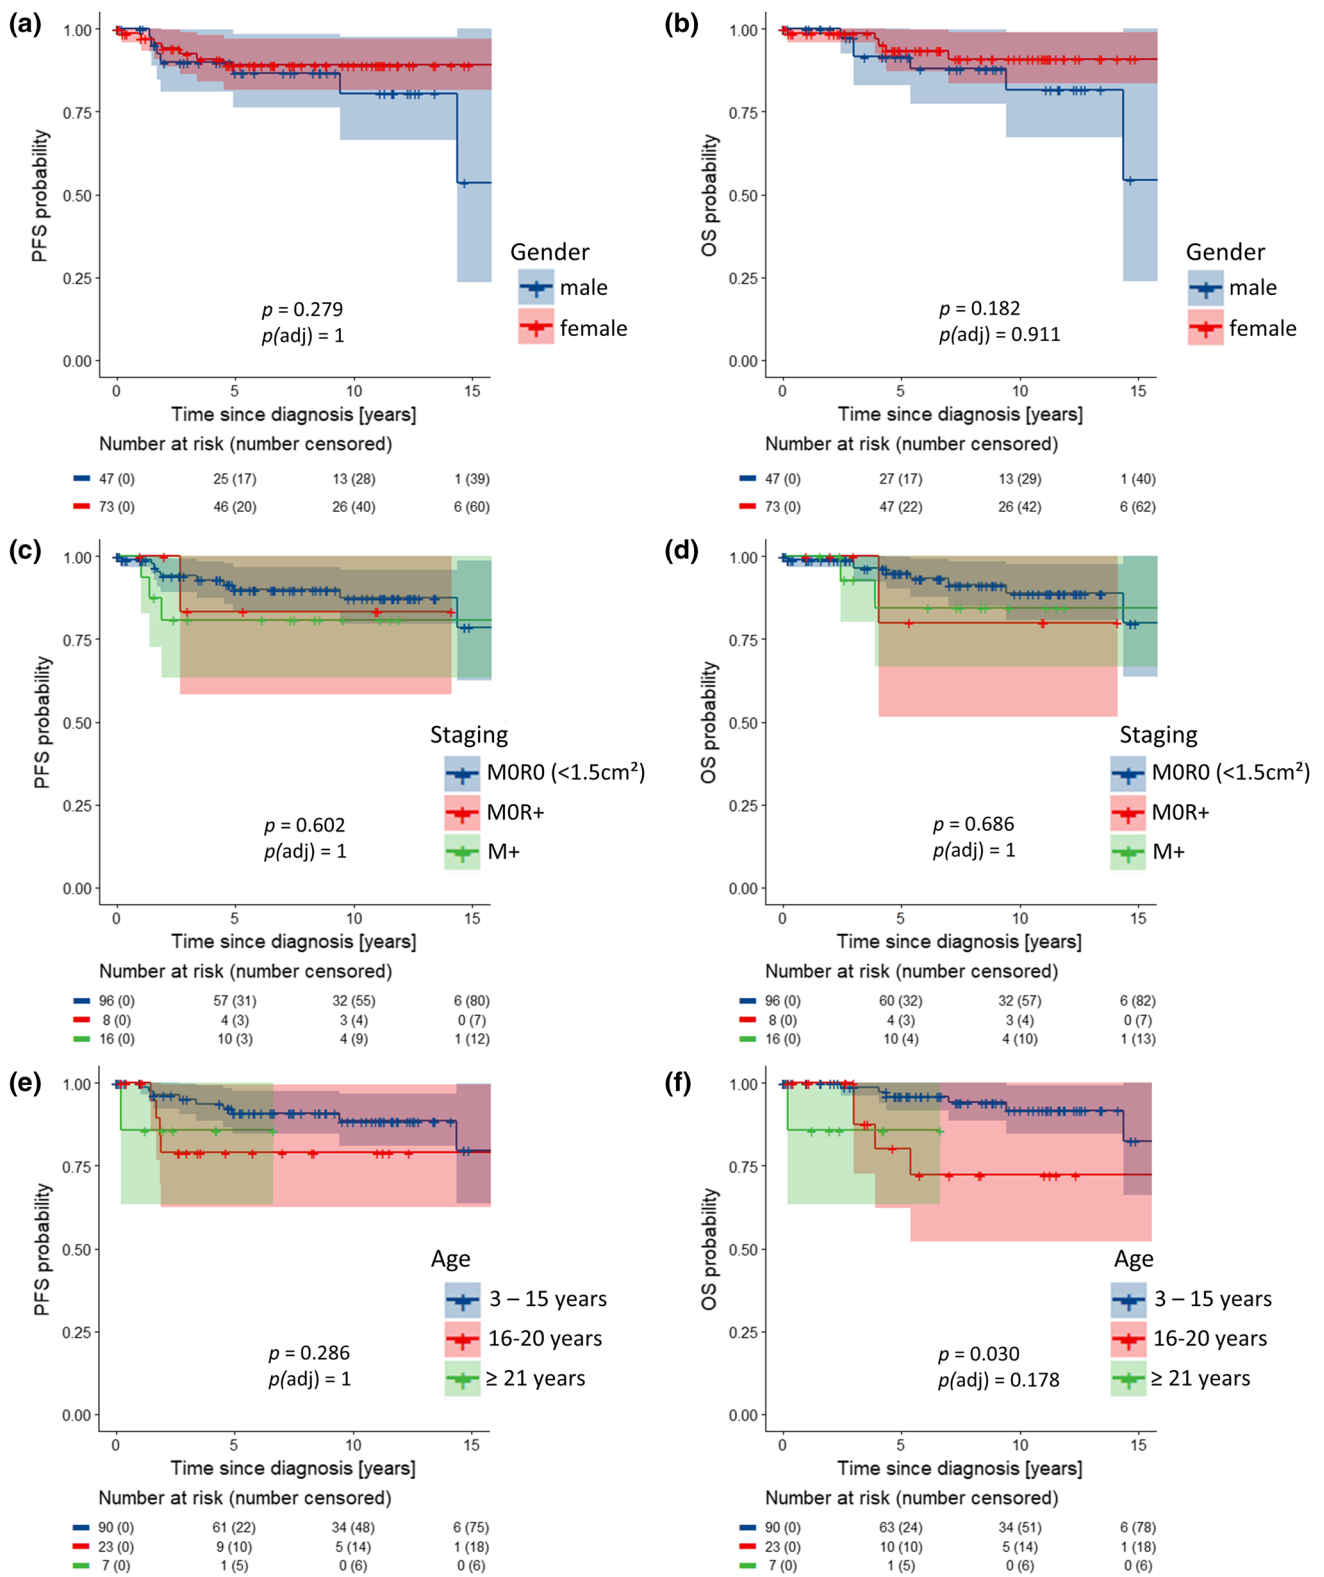 (a)
1.00
0.75
0.50
0.25
0.00
PFS probability
Gender
male
female
p = 0.279
p(adj) = 1
0 5 10 15
Time since diagnosis [years]
Number at risk (number censored)
47 (0) 25 (17) 13 (28) 1 (39)
73 (0) 46 (20) 26 (40) 6 (60)
(b)
1.00
0.75
0.50
0.25
0.00
OS probability
Gender
male
female
p = 0.182
p(adj) = 0.911
0 5 10 15
Time since diagnosis [years]
Number at risk (number censored)
47 (0) 27 (17) 13 (29) 1 (40)
73 (0) 47 (22) 26 (42) 6 (62)
(c)
1.00
0.75
0.50
0.25
0.00
PFS probability
Staging
M0R0 (<1.5cm²)
M0R+
M+
p = 0.602
p(adj) = 1
0 5 10 15
Time since diagnosis [years]
Number at risk (number censored)
96 (0) 57 (31) 32 (55) 6 (80)
8 (0) 4 (3) 3 (4) 0 (7)
16 (0) 10 (3) 4 (9) 1 (12)
(d)
1.00
0.75
0.50
0.25
0.00
OS probability
Staging
M0R0 (<1.5cm²)
M0R+
M+
p = 0.686
p(adj) = 1
0 5 10 15
Time since diagnosis [years]
Number at risk (number censored)
96 (0) 60 (32) 32 (57) 6 (82)
8 (0) 4 (3) 3 (4) 0 (7)
16 (0) 10 (4) 4 (10) 1 (13)
(e)
1.00
0.75
0.50
0.25
0.00
PFS probability
Age
3 – 15 years
16-20 years
≥ 21 years
p = 0.286
p(adj) = 1
0 5 10 15
Time since diagnosis [years]
Number at risk (number censored)
90 (0) 61 (22) 34 (48) 6 (75)
23 (0) 9 (10) 5 (14) 1 (18)
7 (0) 1 (5) 0 (6) 0 (6)
(f)
1.00
0.75
0.50
0.25
0.00
OS probability
Age
3 – 15 years
16-20 years
≥ 21 years
p = 0.030
p(adj) = 0.178
0 5 10 15
Time since diagnosis [years]
Number at risk (number censored)
90 (0) 63 (24) 34 (51) 6 (78)
23 (0) 10 (10) 5 (14) 1 (18)
7 (0) 1 (5) 0 (6) 0 (6)